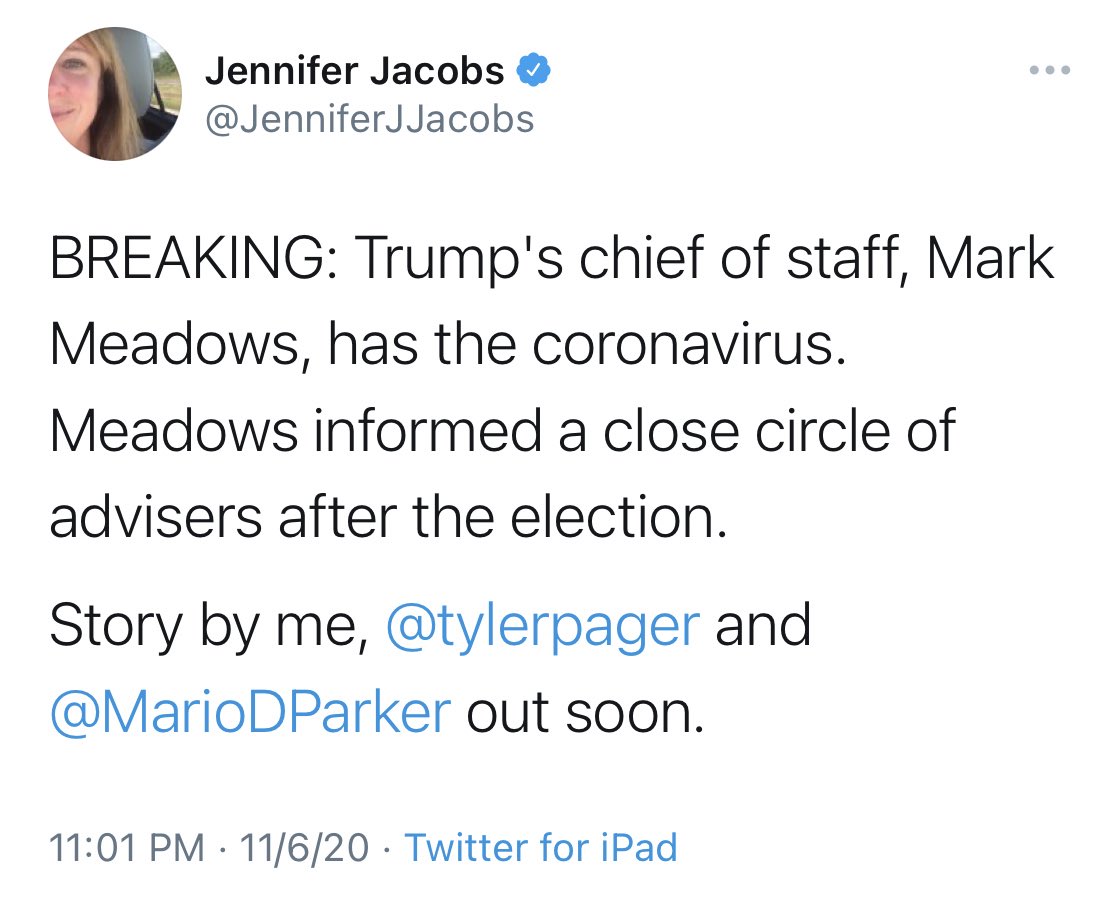 Jennifer Jacobs
@JenniferJJacobs
BREAKING: Trump's chief of staff, Mark
Meadows, has the coronavirus.
Meadows informed a close circle of
advisers after the election.
Story by me, @tylerpager and
@MarioDParker out soon.
11:01 PM · 11/6/20 · Twitter for iPad